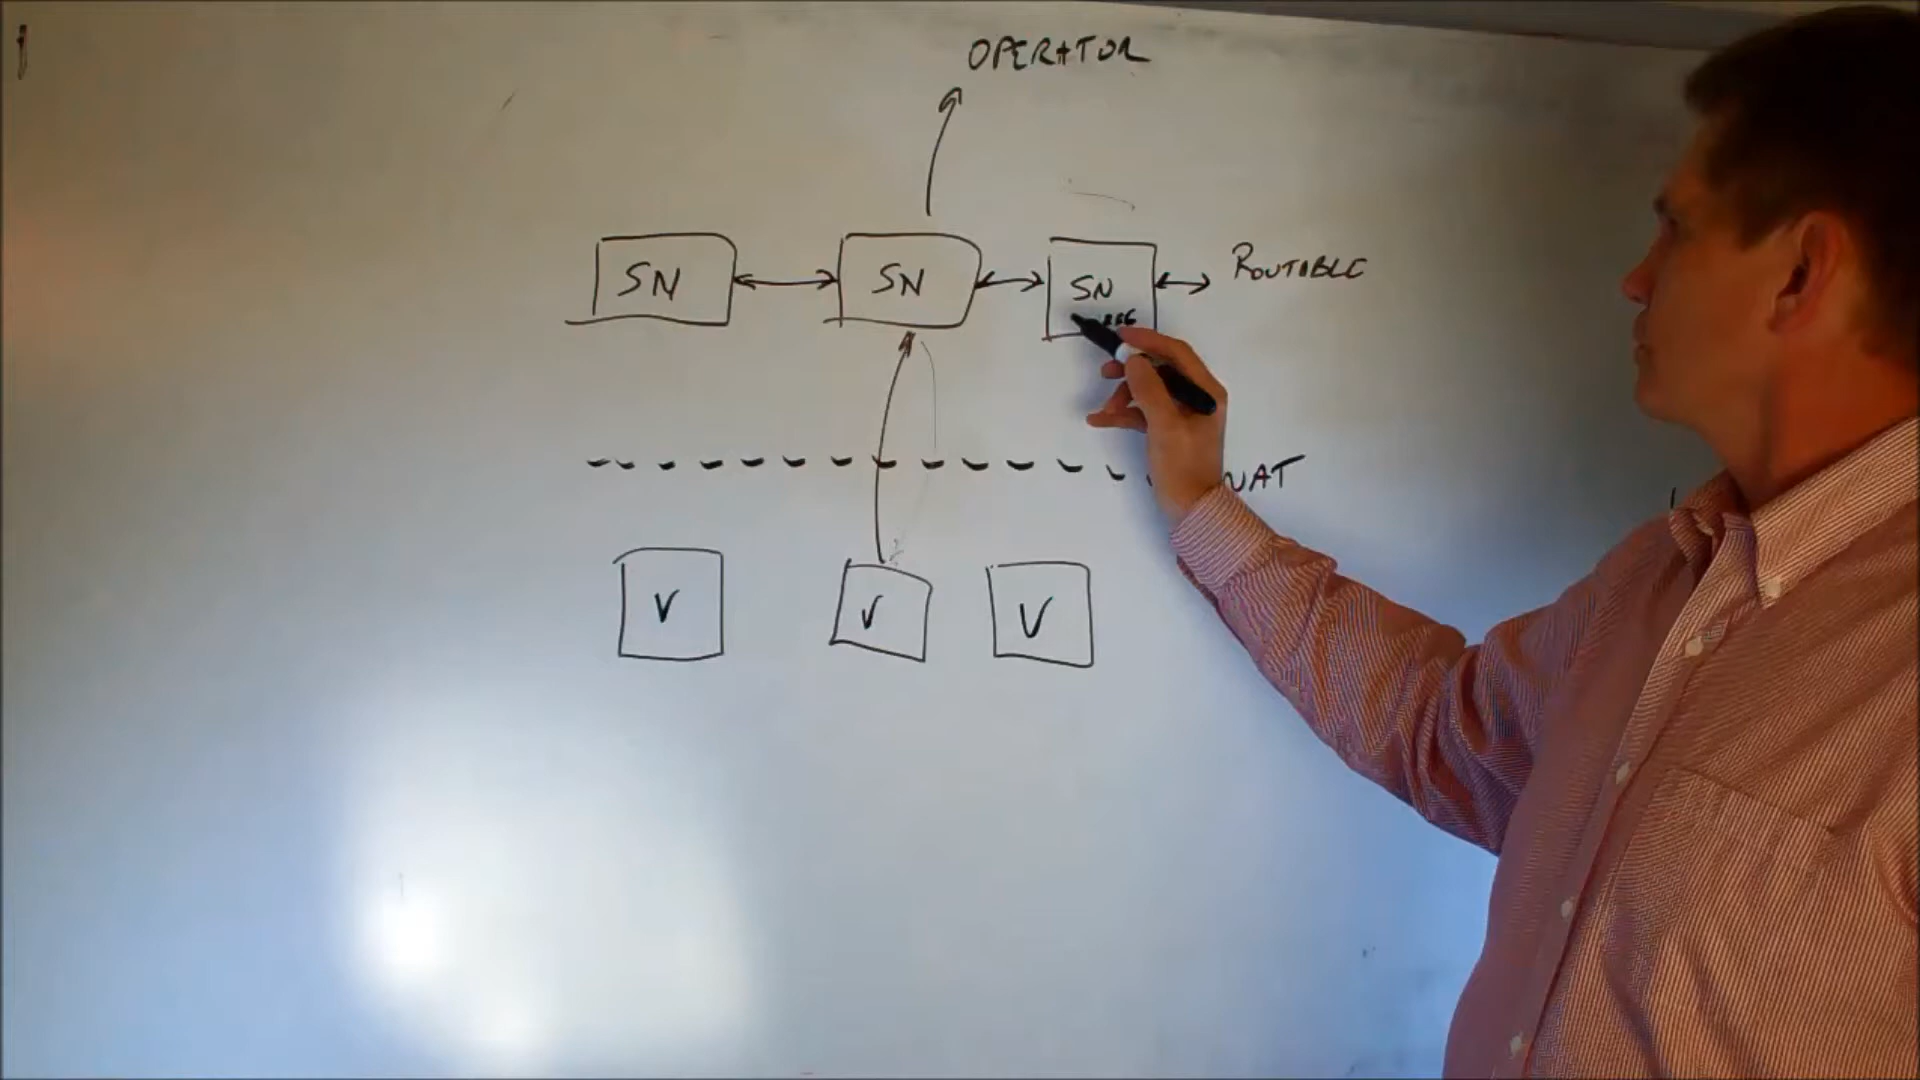 OPERATOR
SN SN SN ROUTABLE
NAT
V V V